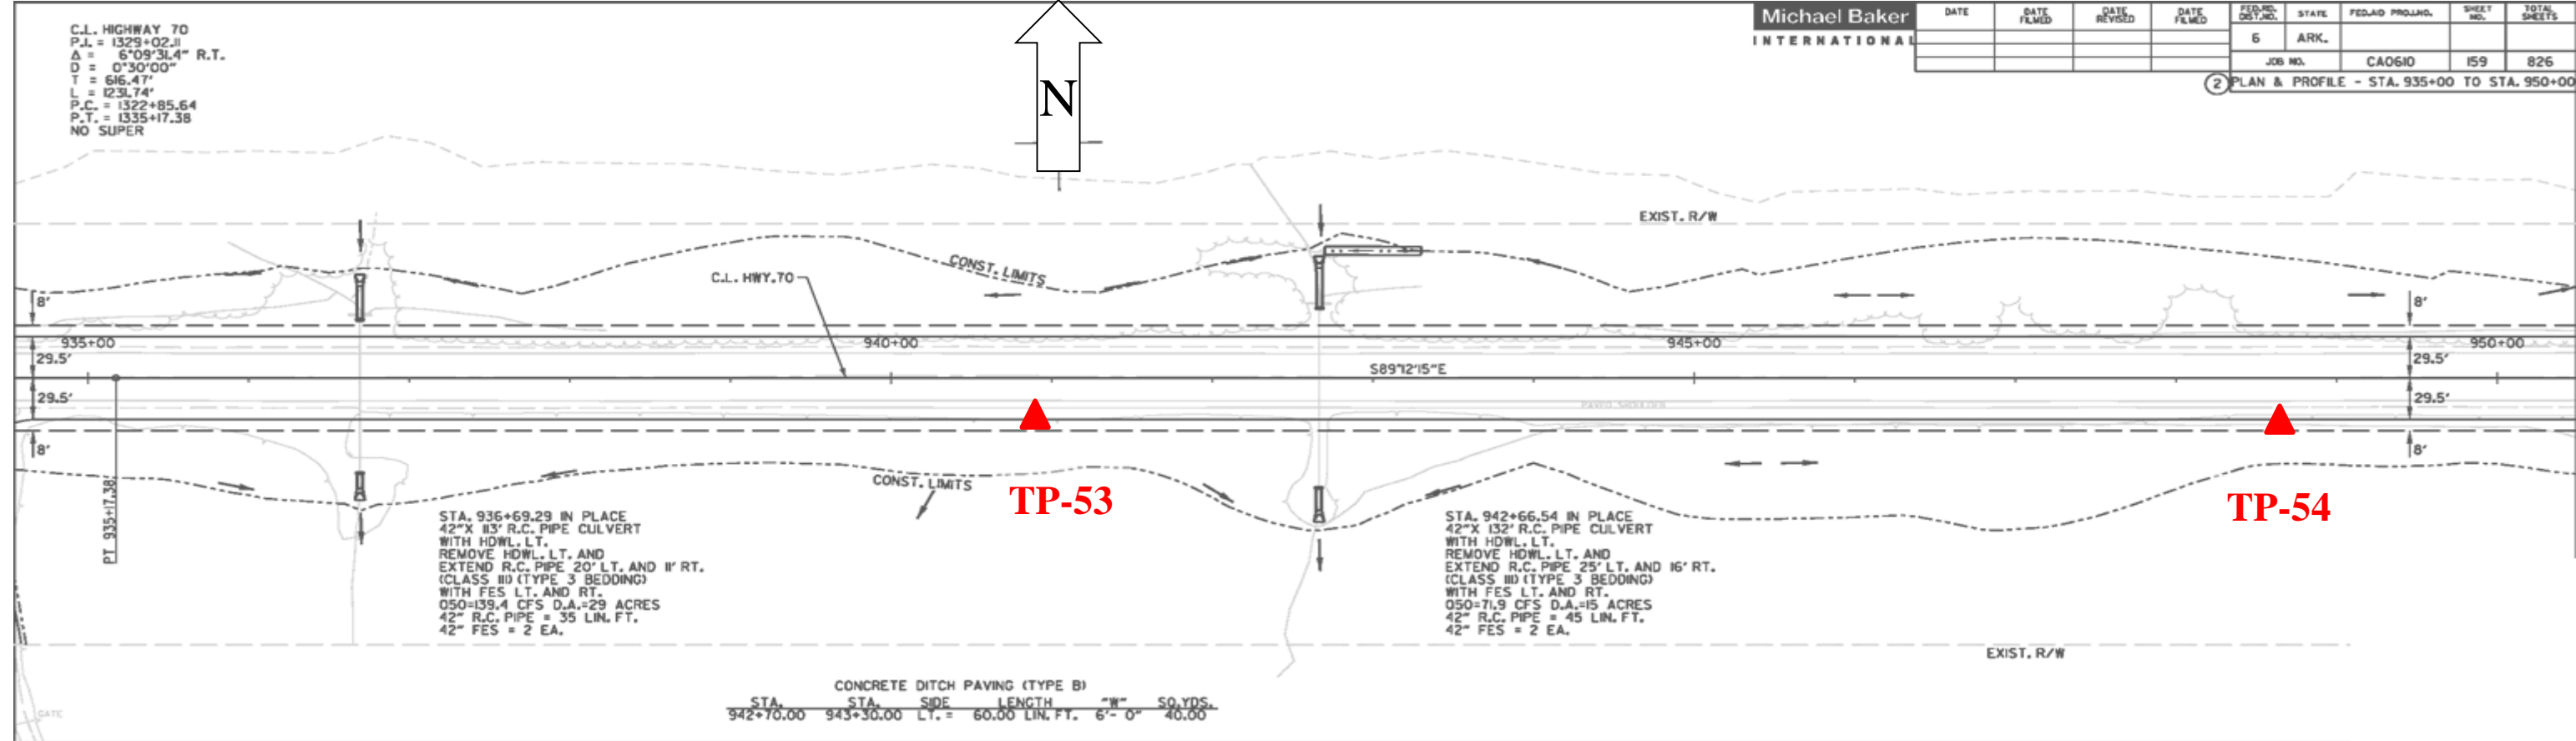 C.L. HIGHWAY 70
P.I. = 1329+02.11
Δ = 6°09'31.4" R.T.
D = 0°30'00"
T = 616.47'
L = 1231.74'
P.C. = 1322+85.64
P.T. = 1335+17.38
NO SUPER
N
Michael Baker
INTERNATIONAL
DATE DATE FILMED DATE REVISED DATE FILMED FED.RD. DIST.NO. STATE FED.AID PROJ.NO. SHEET NO. TOTAL SHEETS
6 ARK.
JOB NO. CA0610 159 826
2 PLAN & PROFILE - STA. 935+00 TO STA. 950+00
EXIST. R/W
CONST. LIMITS
C.L. HWY.70
8'
8'
935+00 940+00 945+00 950+00
29.5'
29.5'
S89°12'15"E
29.5'
29.5'
PAVED SHOULDER
8'
8'
PT 935+17.38
CONST. LIMITS
TP-53
TP-54
STA. 936+69.29 IN PLACE
42"X 113' R.C. PIPE CULVERT
WITH HDWL. LT.
REMOVE HDWL. LT. AND
EXTEND R.C. PIPE 20' LT. AND 11' RT.
(CLASS III) (TYPE 3 BEDDING)
WITH FES LT. AND RT.
Q50=139.4 CFS D.A.=29 ACRES
42" R.C. PIPE = 35 LIN. FT.
42" FES = 2 EA.
STA. 942+66.54 IN PLACE
42"X 132' R.C. PIPE CULVERT
WITH HDWL. LT.
REMOVE HDWL. LT. AND
EXTEND R.C. PIPE 25' LT. AND 16' RT.
(CLASS III) (TYPE 3 BEDDING)
WITH FES LT. AND RT.
Q50=71.9 CFS D.A.=15 ACRES
42" R.C. PIPE = 45 LIN. FT.
42" FES = 2 EA.
EXIST. R/W
CONCRETE DITCH PAVING (TYPE B)
STA. STA. SIDE LENGTH "W" SQ.YDS.
942+70.00 943+30.00 LT. = 60.00 LIN. FT. 6'- 0" 40.00
GATE